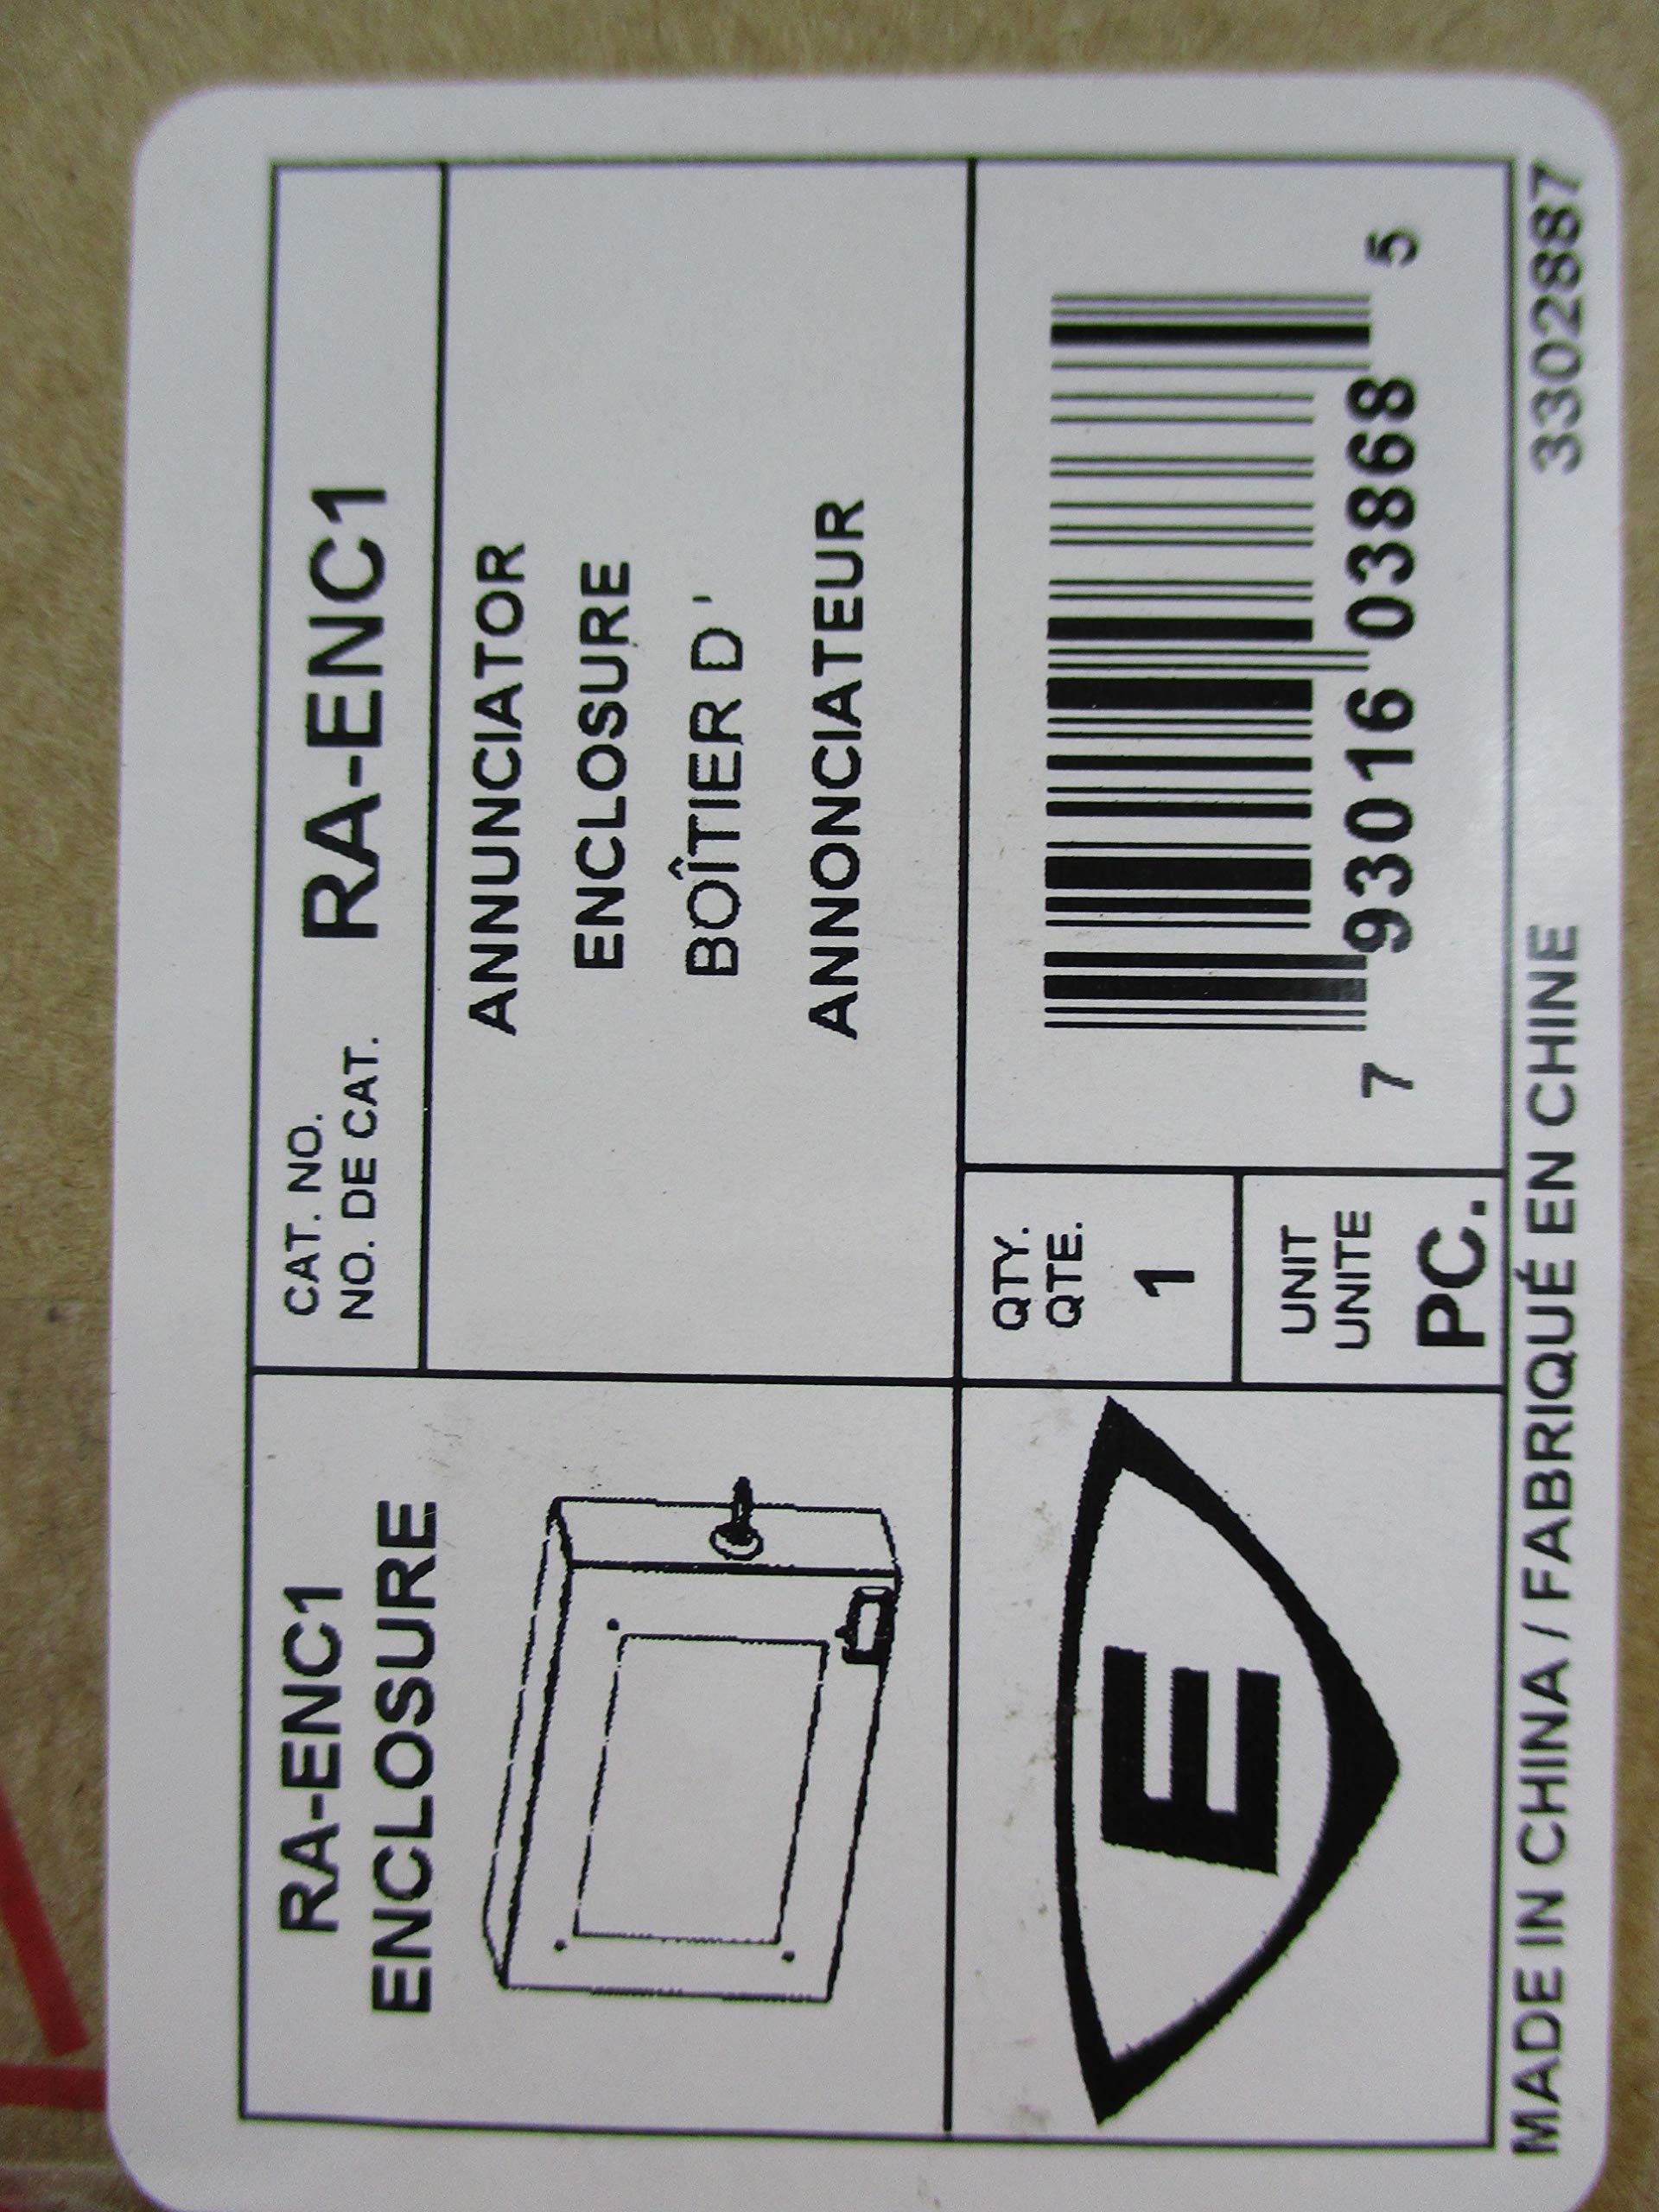 RA-ENC1
ENCLOSURE
CAT. NO.
NO. DE CAT.
RA-ENC1
ANNUNCIATOR
ENCLOSURE
BOÎTIER D '
ANNONCIATEUR
E
QTY.
QTE.
1
UNIT
UNITE
PC.
7 93016 03868 5
MADE IN CHINA / FABRIQUÉ EN CHINE
3302887